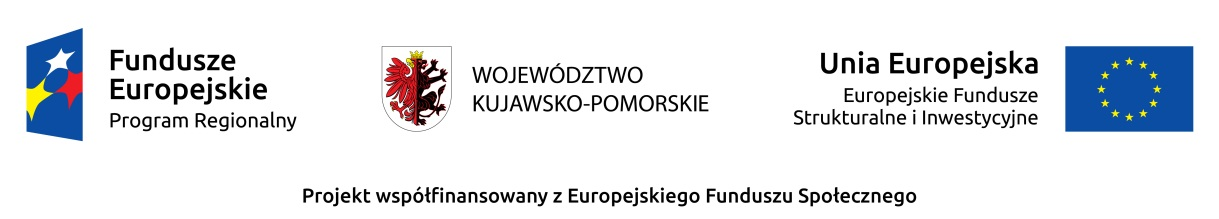 Fundusze
Europejskie
Program Regionalny
WOJEWÓDZTWO
KUJAWSKO-POMORSKIE
Unia Europejska
Europejskie Fundusze
Strukturalne i Inwestycyjne
Projekt współfinansowany z Europejskiego Funduszu Społecznego